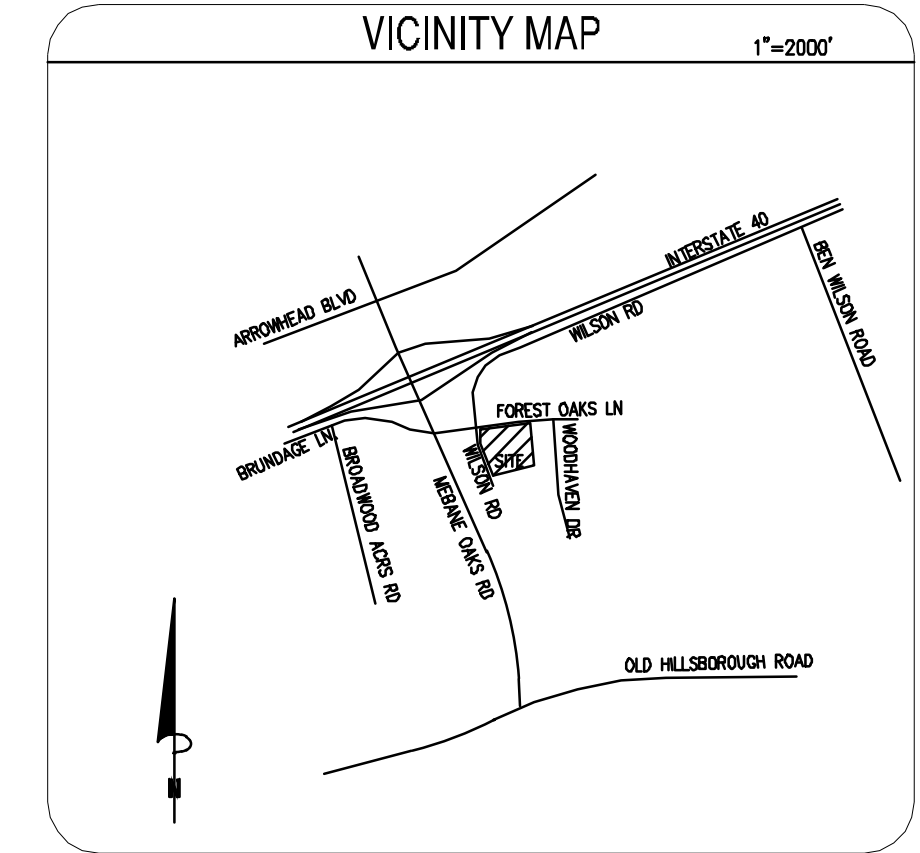 VICINITY MAP
1"=2000'
INTERSTATE 40
BEN WILSON ROAD
ARROWHEAD BLVD
WILSON RD
FOREST OAKS LN
BRUNDAGE LN.
BROADWOOD ACRS RD
MEBANE OAKS RD
WILSON RD
SITE
WOODHAVEN DR
OLD HILLSBOROUGH ROAD
N